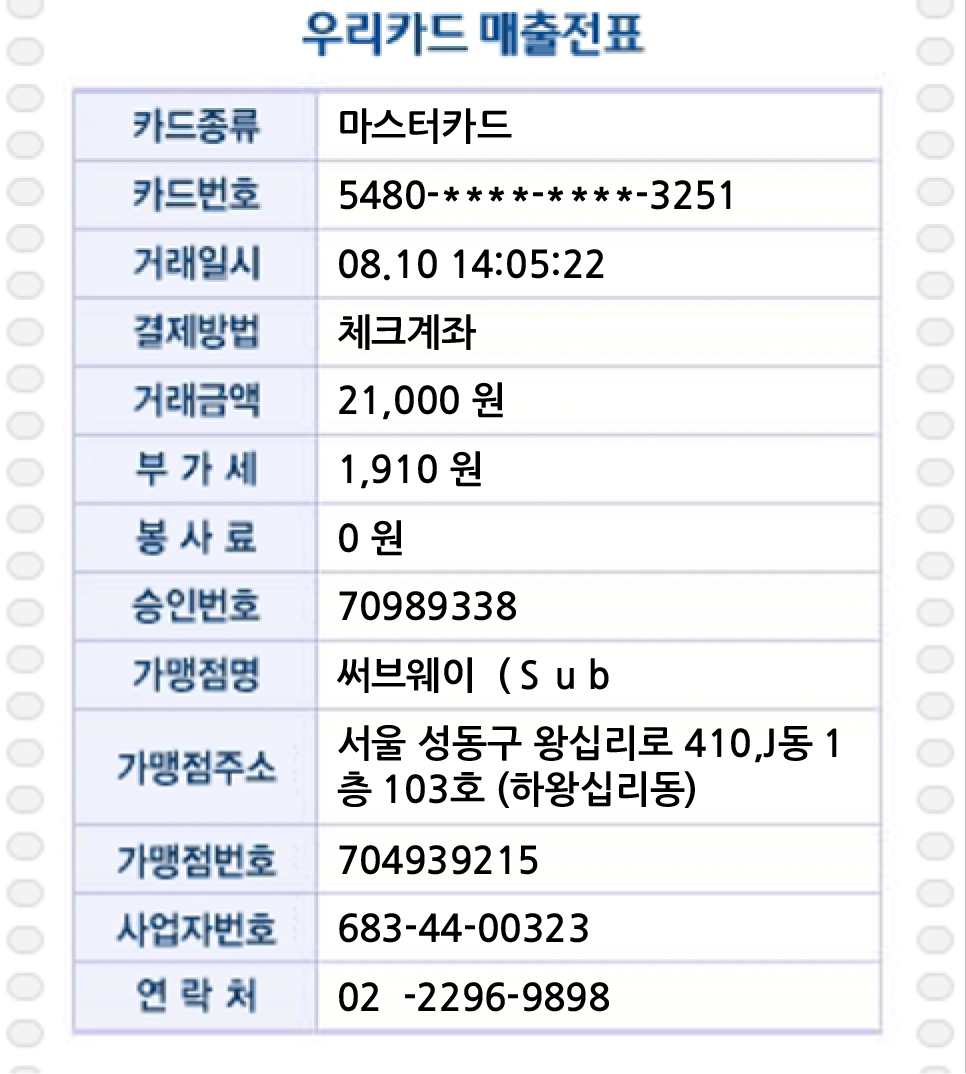 우리카드 매출전표
카드종류 마스터카드
카드번호 5480-****-****-3251
거래일시 08.10 14:05:22
결제방법 체크계좌
거래금액 21,000 원
부 가 세 1,910 원
봉 사 료 0 원
승인번호 70989338
가맹점명 써브웨이 ( S u b
가맹점주소 서울 성동구 왕십리로 410,J동 1
층 103호 (하왕십리동)
가맹점번호 704939215
사업자번호 683-44-00323
연 락 처 02 -2296-9898